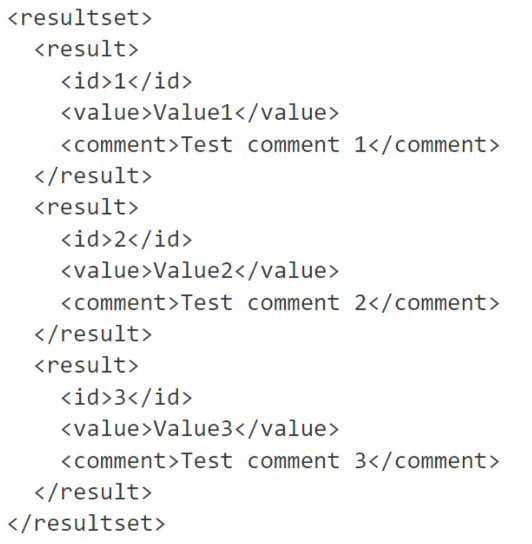 <resultset>
  <result>
    <id>1</id>
    <value>Value1</value>
    <comment>Test comment 1</comment>
  </result>
  <result>
    <id>2</id>
    <value>Value2</value>
    <comment>Test comment 2</comment>
  </result>
  <result>
    <id>3</id>
    <value>Value3</value>
    <comment>Test comment 3</comment>
  </result>
</resultset>